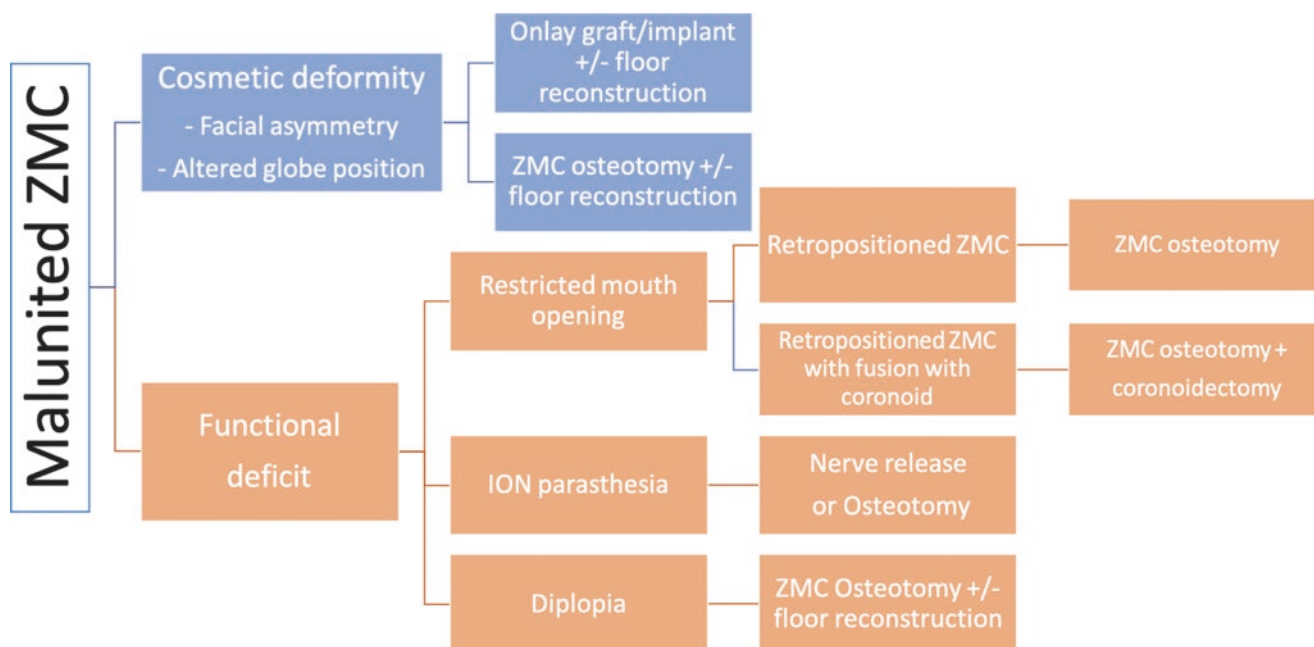 Malunited ZMC
Cosmetic deformity
- Facial asymmetry
- Altered globe position
Onlay graft/implant
+/- floor
reconstruction
ZMC osteotomy +/-
floor reconstruction
Functional
deficit
Restricted mouth
opening
Retropositioned ZMC
ZMC osteotomy
Retropositioned ZMC
with fusion with
coronoid
ZMC osteotomy +
coronoidectomy
ION parasthesia
Nerve release
or Osteotomy
Diplopia
ZMC Osteotomy +/-
floor reconstruction